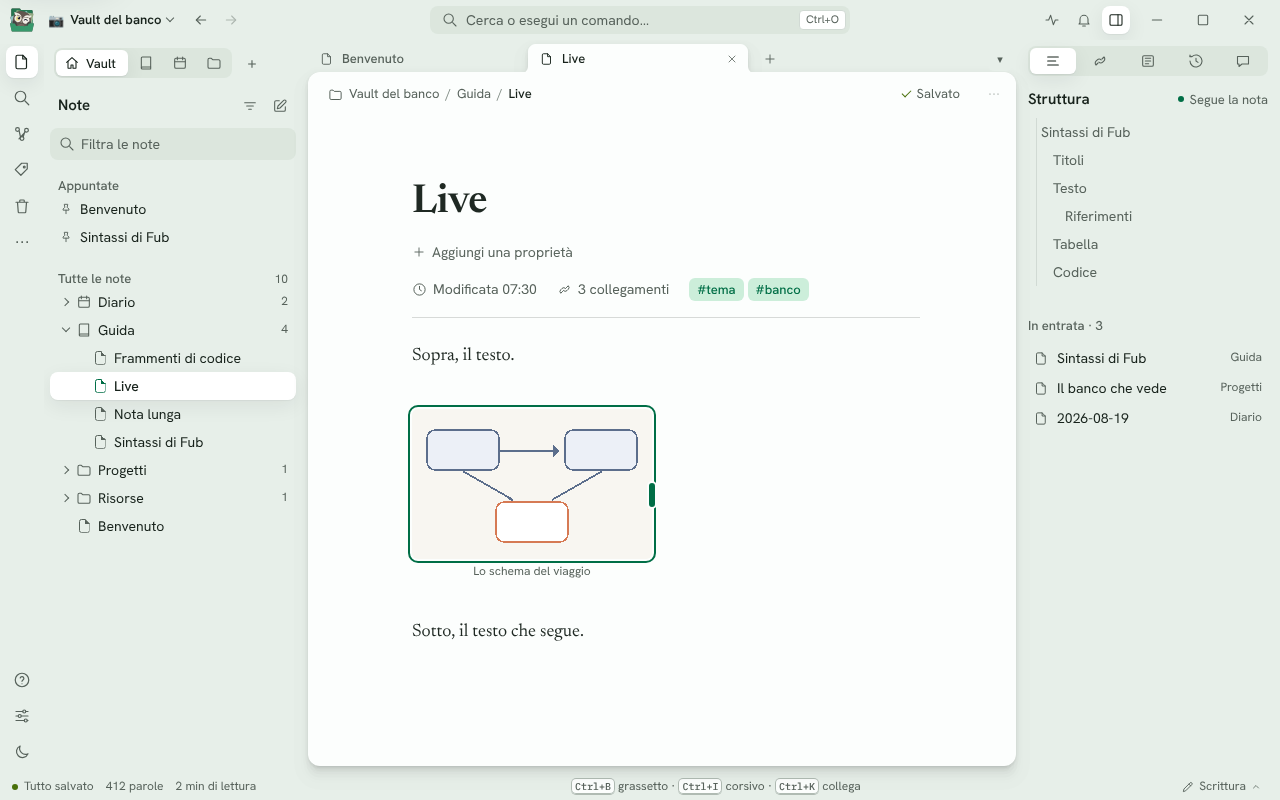 Vault del banco
Cerca o esegui un comando…
Ctrl+O
Vault
Benvenuto
Live
Note
Filtra le note
Appuntate
Benvenuto
Sintassi di Fub
Tutte le note 10
Diario 2
Guida 4
Frammenti di codice
Live
Nota lunga
Sintassi di Fub
Progetti 1
Risorse 1
Benvenuto
Vault del banco / Guida / Live
Salvato
Live
Aggiungi una proprietà
Modificata 07:30 3 collegamenti #tema #banco
Sopra, il testo.
Lo schema del viaggio
Sotto, il testo che segue.
Struttura
Segue la nota
Sintassi di Fub
Titoli
Testo
Riferimenti
Tabella
Codice
In entrata · 3
Sintassi di Fub Guida
Il banco che vede Progetti
2026-08-19 Diario
Tutto salvato 412 parole 2 min di lettura
Ctrl+B grassetto · Ctrl+I corsivo · Ctrl+K collega
Scrittura